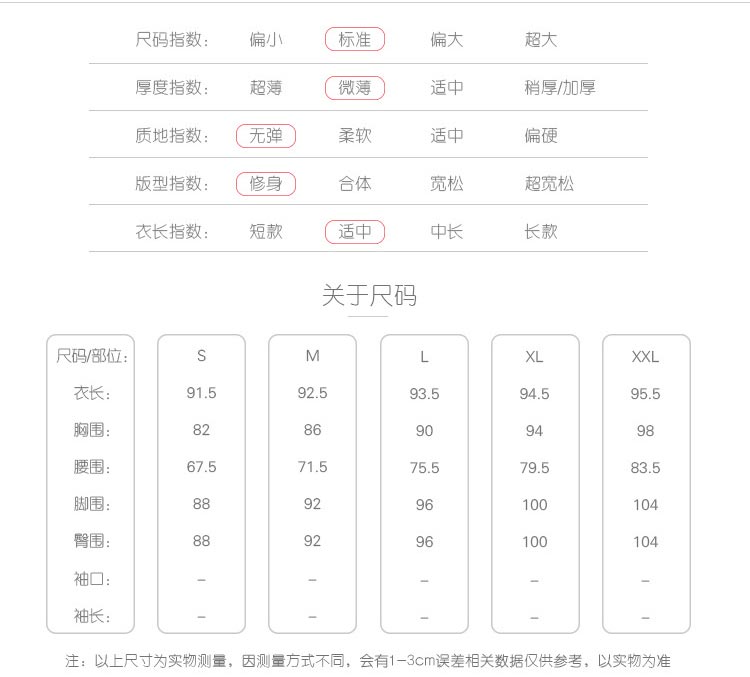 尺码指数： 偏小 标准 偏大 超大
厚度指数： 超薄 微薄 适中 稍厚/加厚
质地指数： 无弹 柔软 适中 偏硬
版型指数： 修身 合体 宽松 超宽松
衣长指数： 短款 适中 中长 长款
关于尺码
尺码/部位： S M L XL XXL
衣长： 91.5 92.5 93.5 94.5 95.5
胸围： 82 86 90 94 98
腰围： 67.5 71.5 75.5 79.5 83.5
脚围： 88 92 96 100 104
臀围： 88 92 96 100 104
袖口： – – – – –
袖长： – – – – –
注：以上尺寸为实物测量，因测量方式不同，会有1-3cm误差相关数据仅供参考，以实物为准